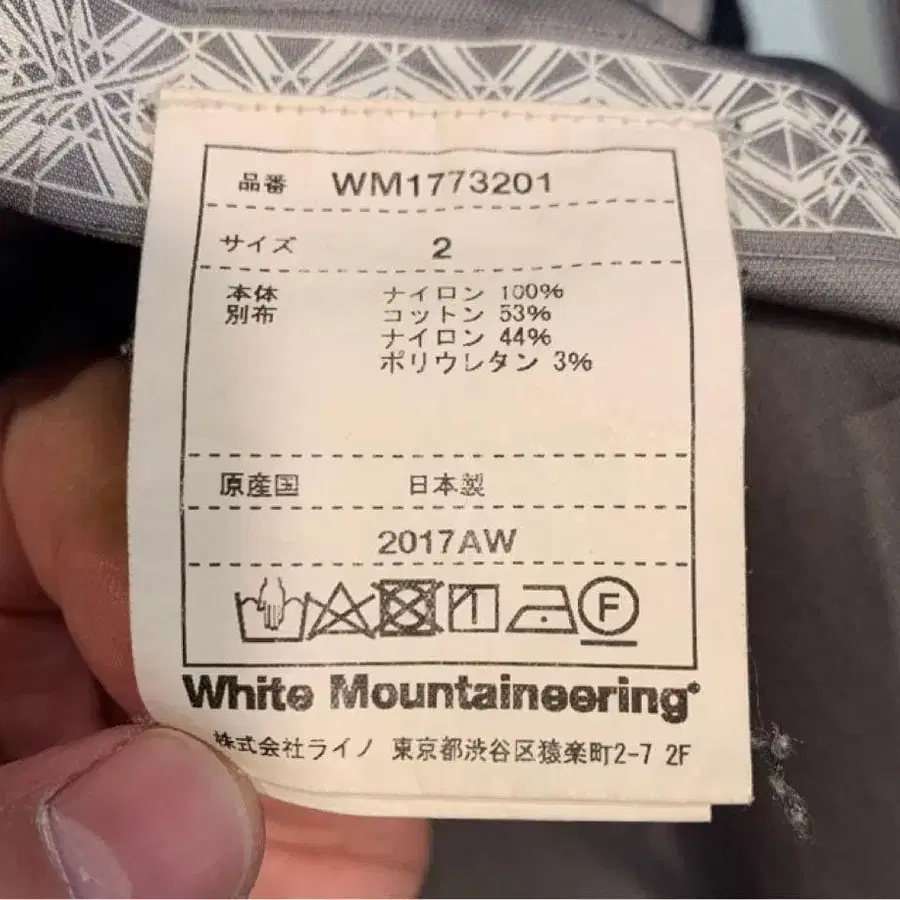 品番 WM1773201
サイズ 2
本体 ナイロン 100%
別布 コットン 53%
ナイロン 44%
ポリウレタン 3%
原産国 日本製
2017AW
F
White Mountaineering®
株式会社ライノ 東京都渋谷区猿楽町2-7 2F